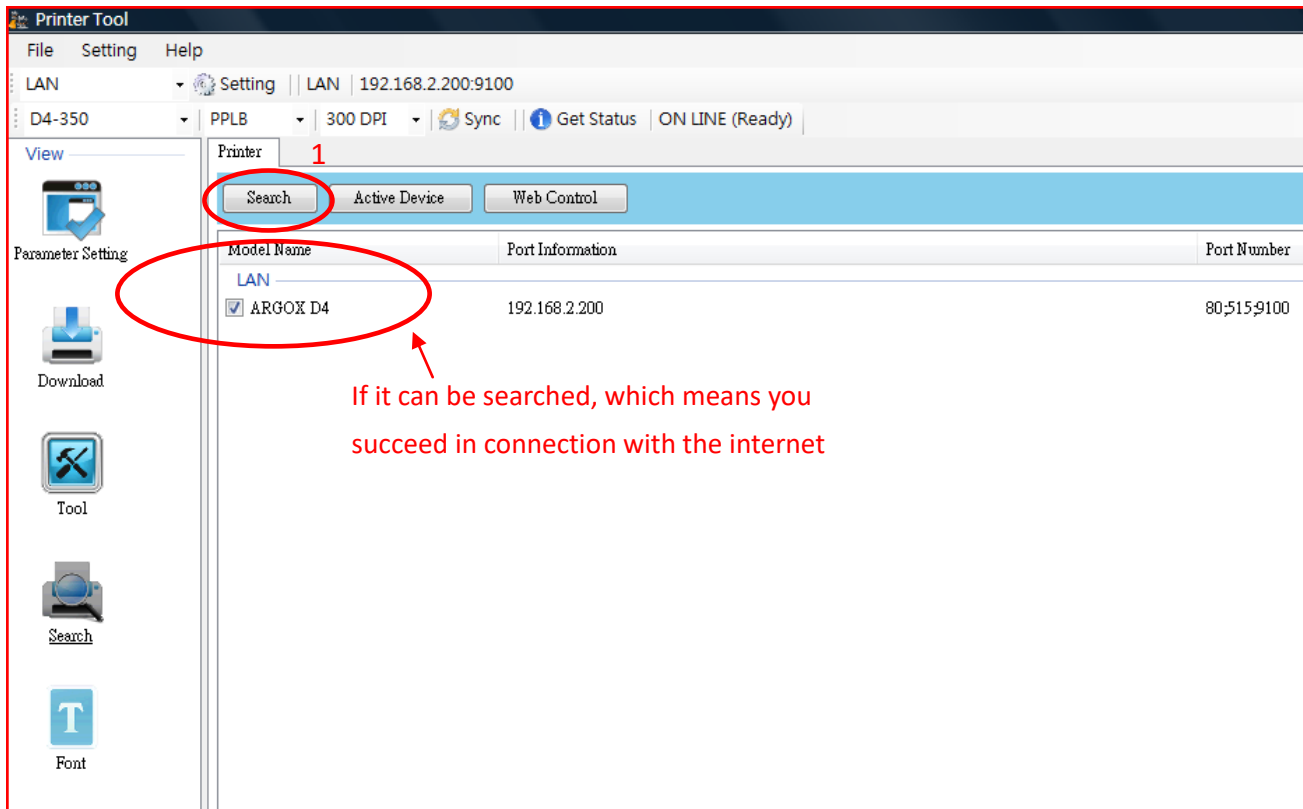 Printer Tool
File Setting Help
LAN Setting LAN 192.168.2.200:9100
D4-350 PPLB 300 DPI Sync Get Status ON LINE (Ready)
View
Parameter Setting
Download
Tool
Search
Font
Printer 1
Search Active Device Web Control
Model Name Port Information Port Number
LAN
ARGOX D4 192.168.2.200 80;515;9100
If it can be searched, which means you
succeed in connection with the internet